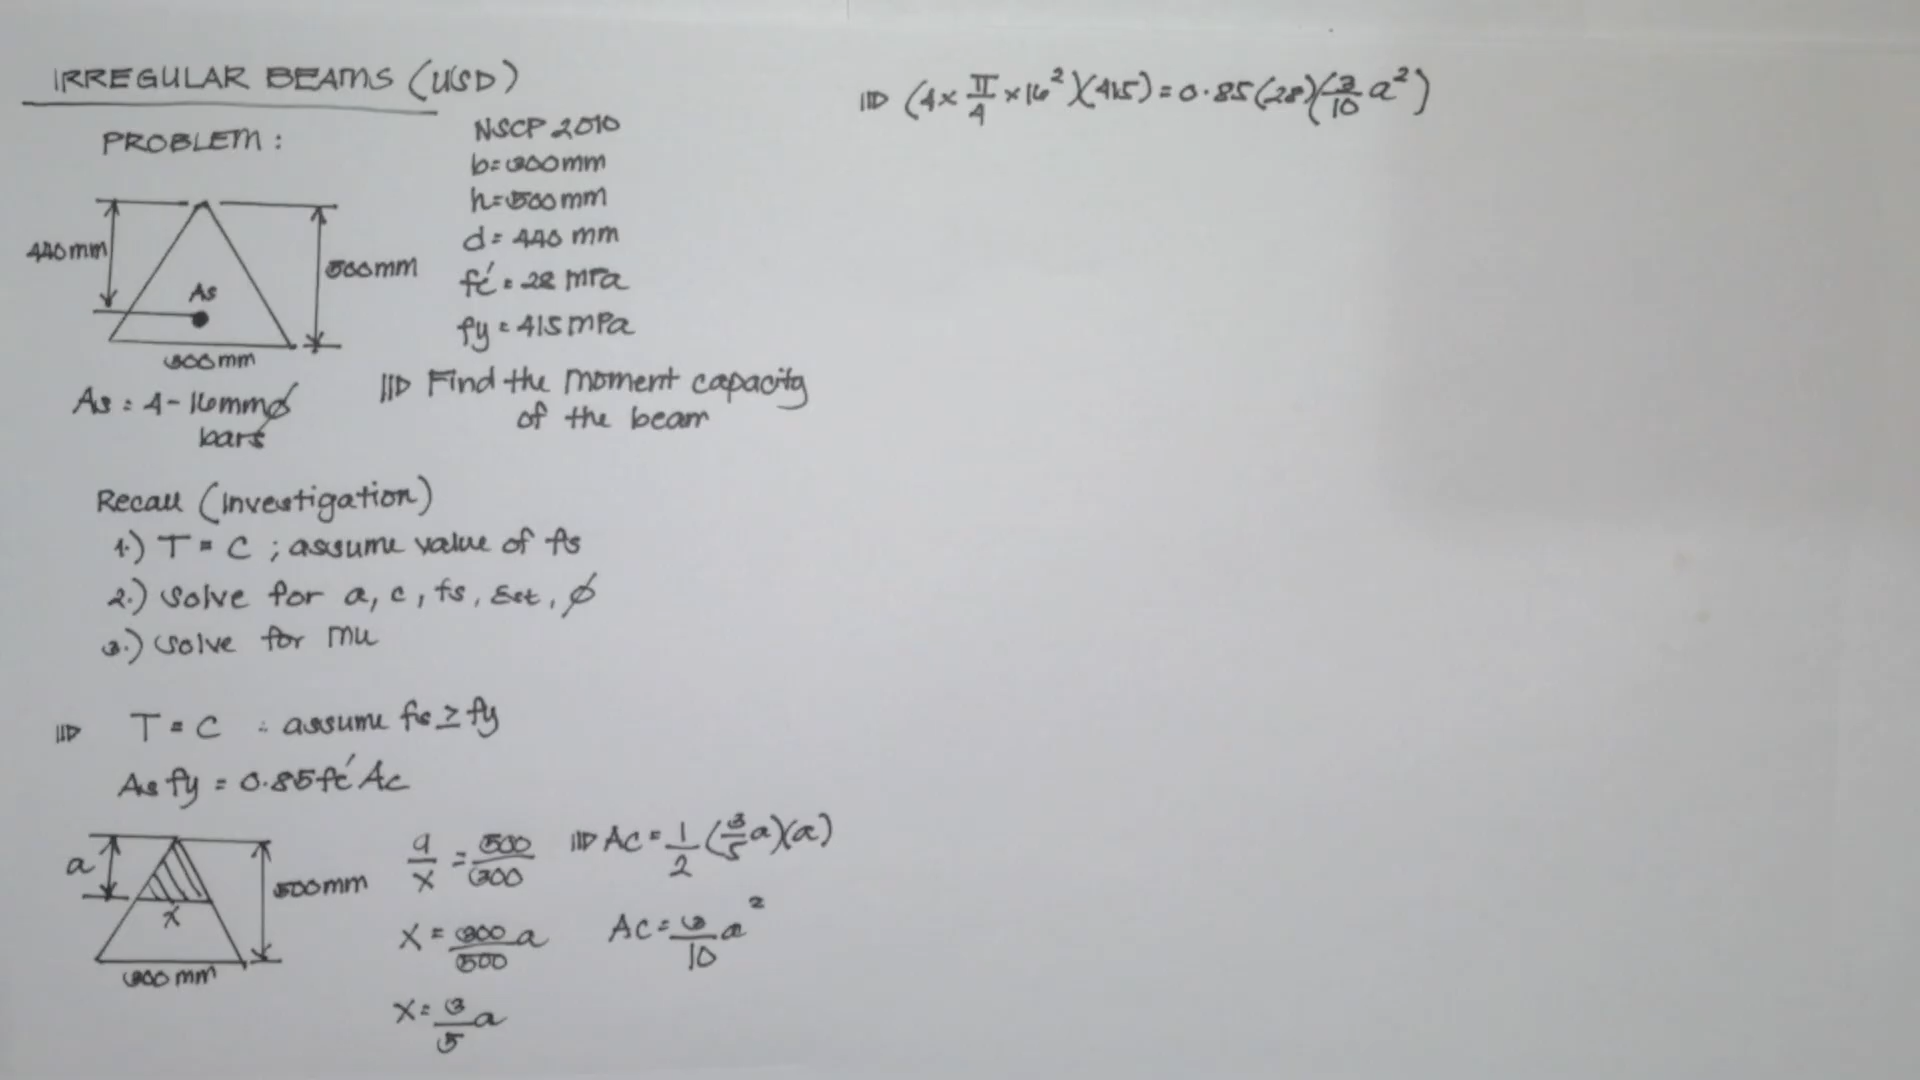 IRREGULAR BEAMS (USD)
PROBLEM :
NSCP 2010
b = 300mm
h = 500mm
d = 440 mm
fc' = 28 MPa
fy = 415 MPa
440mm
500mm
As
300mm
As = 4 - 16mmø
bars
||▷ Find the moment capacity
of the beam
Recall (Investigation)
1.) T = C ; assume value of fs
2.) solve for a, c, fs, εt, ø
3.) solve for Mu
||▷ T = C ∴ assume fs ≥ fy
As fy = 0.85fc' Ac
a
x
500mm
300 mm
a/x = 500/300
x = 300/500 a
x = 3/5 a
||▷ Ac = 1/2 (3/5 a)(a)
Ac = 3/10 a²
||▷ (4 x π/4 x 16²)(415) = 0.85(28)(3/10 a²)